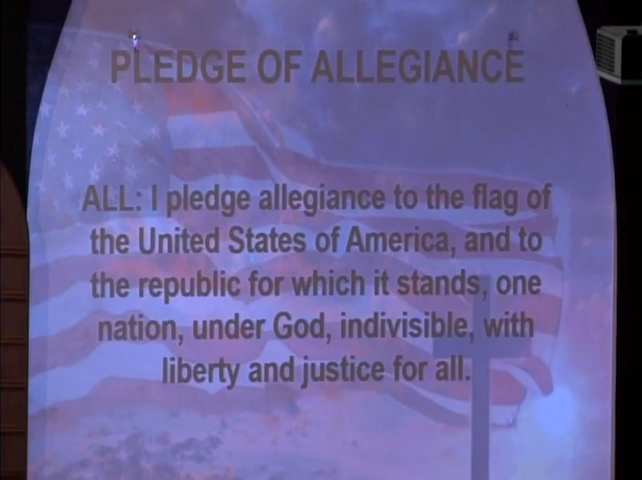 PLEDGE OF ALLEGIANCE
ALL: I pledge allegiance to the flag of
the United States of America, and to
the republic for which it stands, one
nation, under God, indivisible, with
liberty and justice for all.